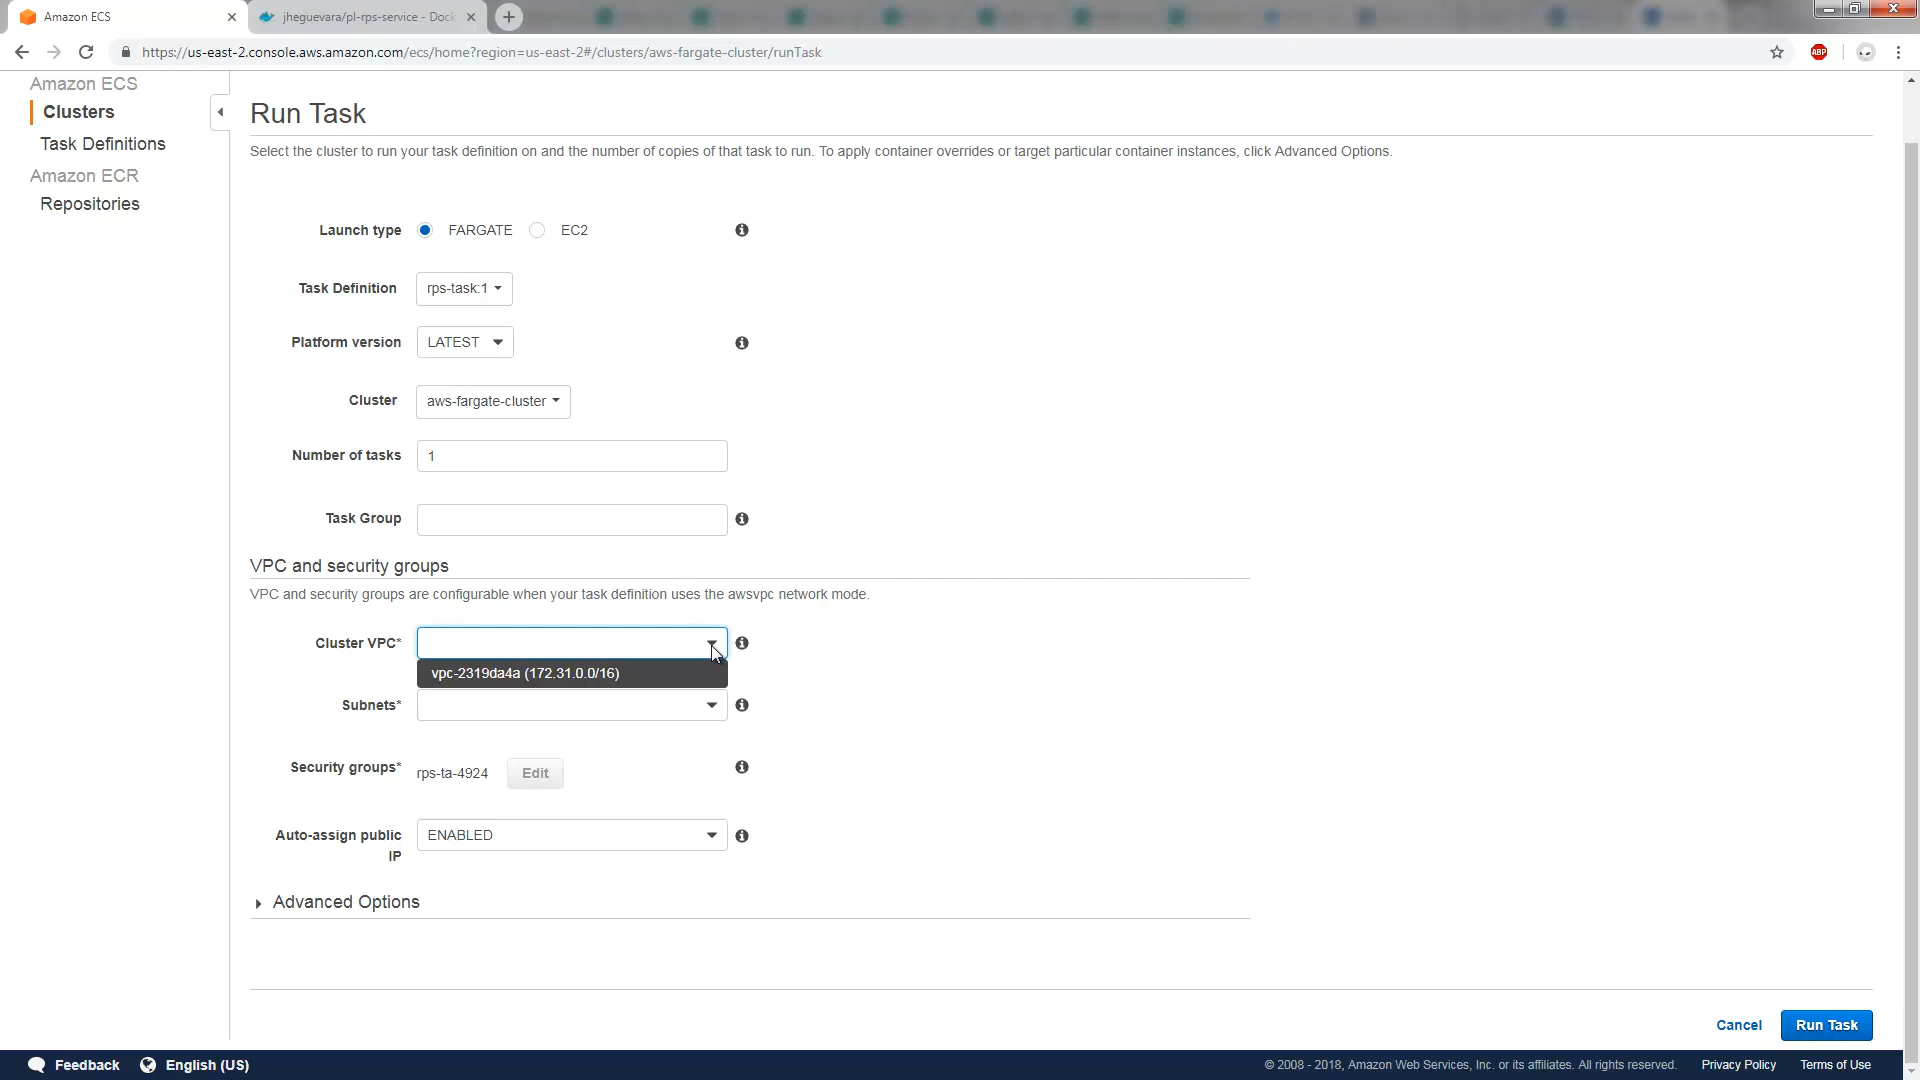 Amazon ECS
jheguevara/pl-rps-service - Dock
https://us-east-2.console.aws.amazon.com/ecs/home?region=us-east-2#/clusters/aws-fargate-cluster/runTask
ABP
Amazon ECS
Clusters
Task Definitions
Amazon ECR
Repositories
Run Task
Select the cluster to run your task definition on and the number of copies of that task to run. To apply container overrides or target particular container instances, click Advanced Options.
Launch type FARGATE EC2
Task Definition rps-task:1
Platform version LATEST
Cluster aws-fargate-cluster
Number of tasks 1
Task Group
VPC and security groups
VPC and security groups are configurable when your task definition uses the awsvpc network mode.
Cluster VPC*
vpc-2319da4a (172.31.0.0/16)
Subnets*
Security groups* rps-ta-4924 Edit
Auto-assign public IP ENABLED
Advanced Options
Cancel Run Task
Feedback English (US) © 2008 - 2018, Amazon Web Services, Inc. or its affiliates. All rights reserved. Privacy Policy Terms of Use